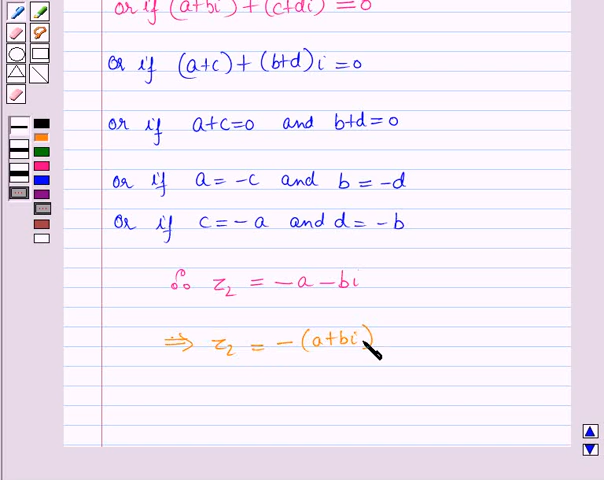 or if (a+bi) + (c+di) = 0
or if (a+c) + (b+d) i = 0
or if a+c=0 and b+d=0
or if a = -c and b = -d
or if c = -a and d = -b
∴ z₂ = -a - bi
⇒ z₂ = -(a+bi)